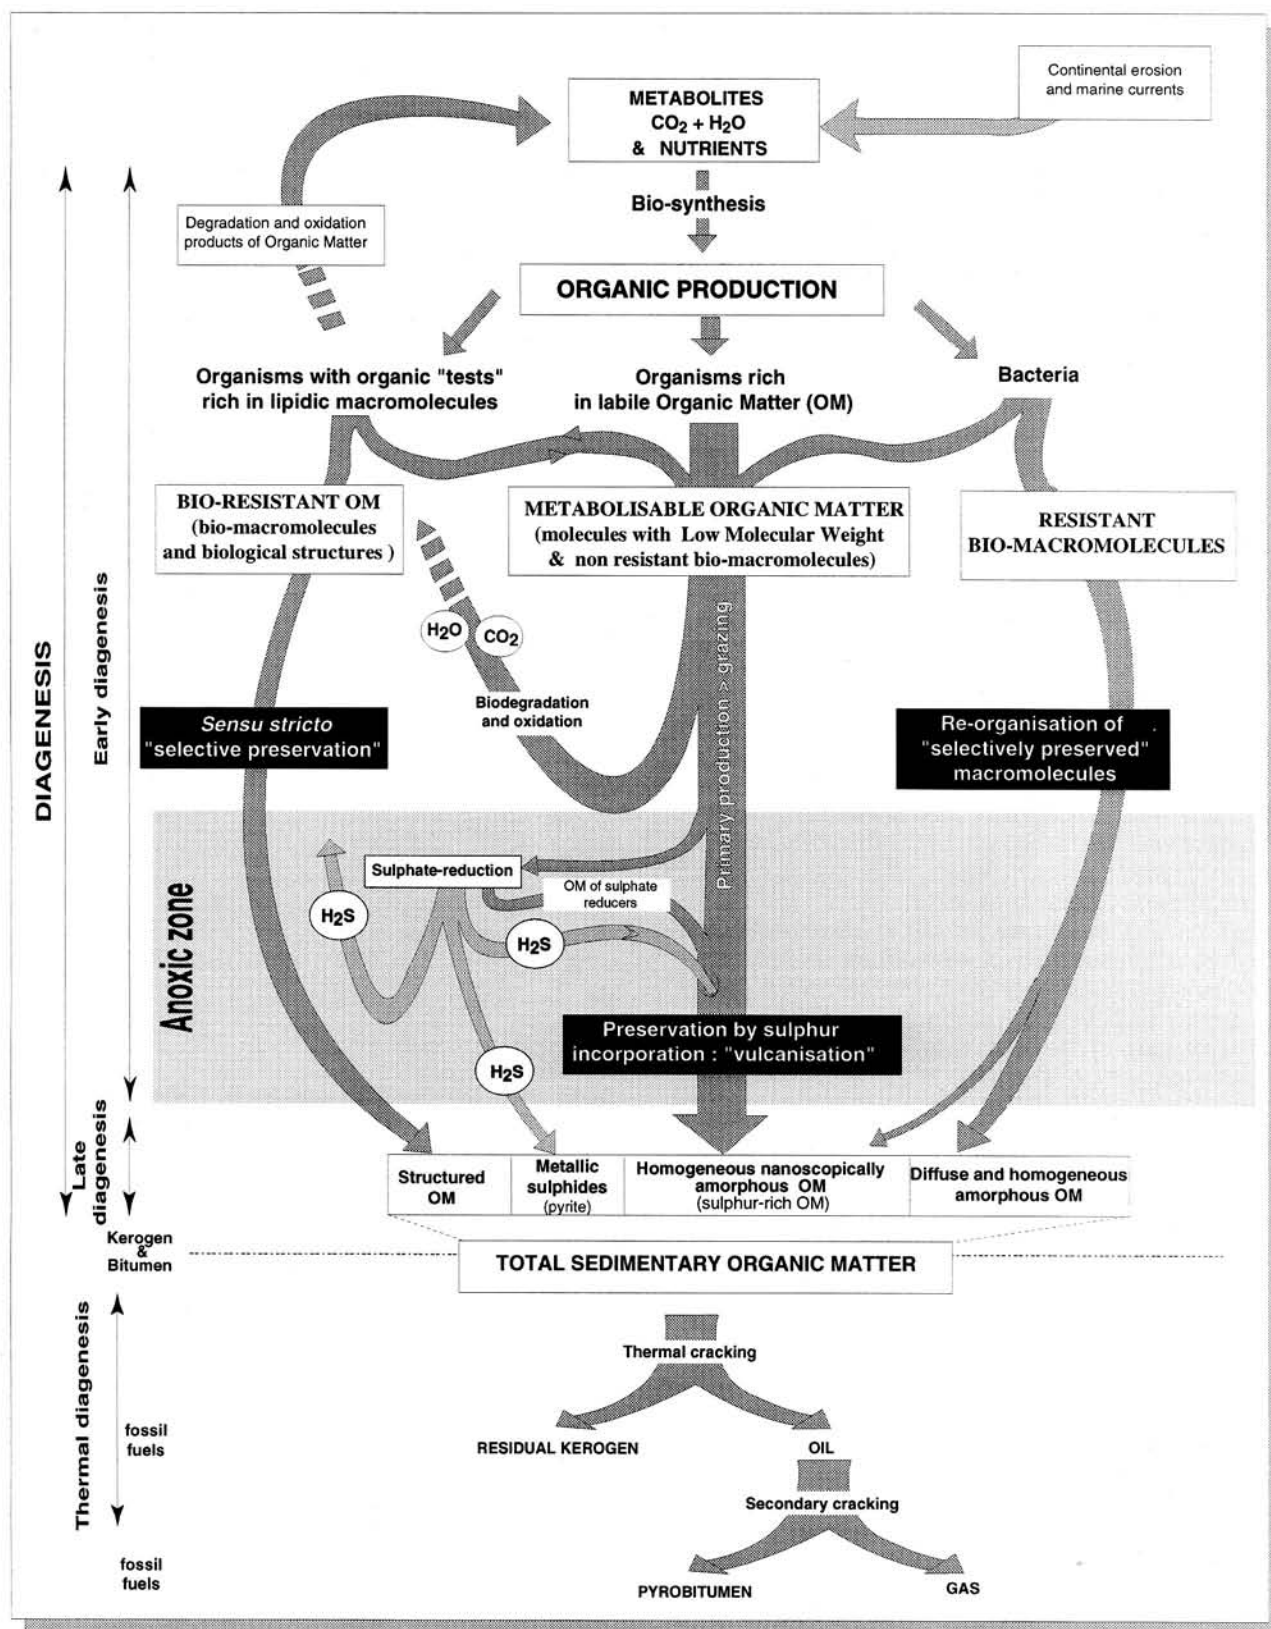 Continental erosion
and marine currents
METABOLITES
CO2 + H2O
& NUTRIENTS
Bio-synthesis
Degradation and oxidation
products of Organic Matter
ORGANIC PRODUCTION
Organisms with organic "tests"
rich in lipidic macromolecules
Organisms rich
in labile Organic Matter (OM)
Bacteria
BIO-RESISTANT OM
(bio-macromolecules
and biological structures )
METABOLISABLE ORGANIC MATTER
(molecules with Low Molecular Weight
& non resistant bio-macromolecules)
RESISTANT
BIO-MACROMOLECULES
H2O
CO2
Biodegradation
and oxidation
Primary production > grazing
Sensu stricto
"selective preservation"
Re-organisation of
"selectively preserved"
macromolecules
DIAGENESIS
Early diagenesis
Anoxic zone
Sulphate-reduction
OM of sulphate
reducers
H2S
H2S
Preservation by sulphur
incorporation : "vulcanisation"
H2S
Late
diagenesis
Structured
OM
Metallic
sulphides
(pyrite)
Homogeneous nanoscopically
amorphous OM
(sulphur-rich OM)
Diffuse and homogeneous
amorphous OM
Kerogen
&
Bitumen
TOTAL SEDIMENTARY ORGANIC MATTER
Thermal diagenesis
Thermal cracking
fossil
fuels
RESIDUAL KEROGEN
OIL
Secondary cracking
fossil
fuels
PYROBITUMEN
GAS